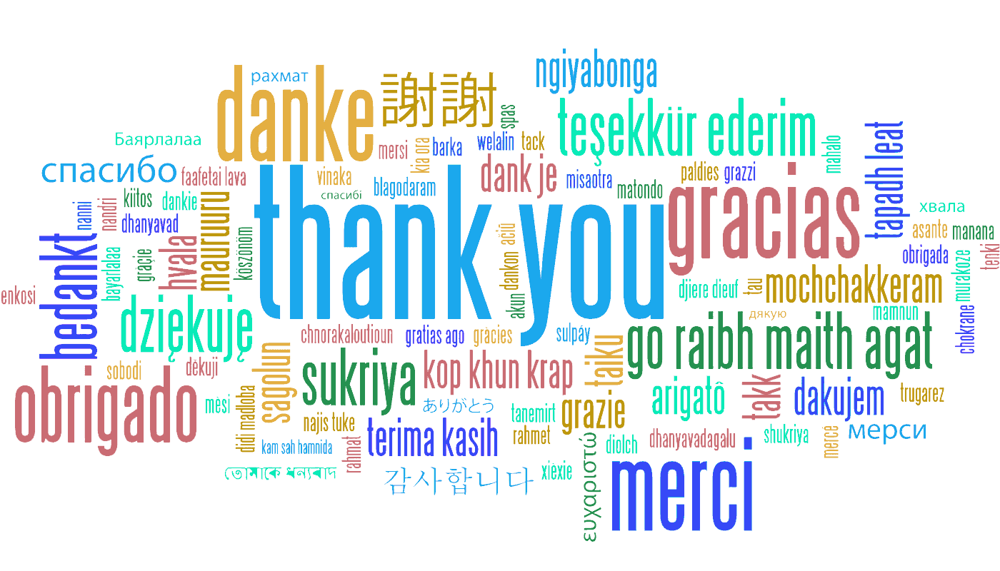 ngiyabonga
danke
рахмат
謝謝
spas
teşekkür ederim
Баярлалаа
mersi
kia ora
barka
welalin
tack
mahalo
tapadh leat
спасибо
faafetai lava
vinaka
спасибі
blagodaram
dank je
misaotra
matondo
paldies
grazzi
gracias
thank you
kiitos
dankie
nanni
nandri
dhanyavad
mauruuru
хвала
asante
manana
bedankt
hvala
köszönöm
ačiū
obrigada
tenki
bayarlalaa
gràçie
dankon
murakoze
enkosi
akun
djiere dieuf
tau
mochchakkeram
dziękuję
дякую
mamnun
chokrane
chnorakaloutioun
gratias ago
gràcies
sulpáy
go raibh maith agat
sobodi
děkuji
sagolun
sukriya
kop khun krap
taiku
obrigado
mési
didi madloba
ありがとう
tanemirt
grazie
arigatô
takk
dakujem
trugarez
najis tuke
terima kasih
rahmet
kam sah hamnida
rahmat
ευχαριστώ
diolch
dhanyavadagalu
shukriya
mercé
мерси
তোমাকে ধন্যবাদ
감사합니다
xièxie
merci